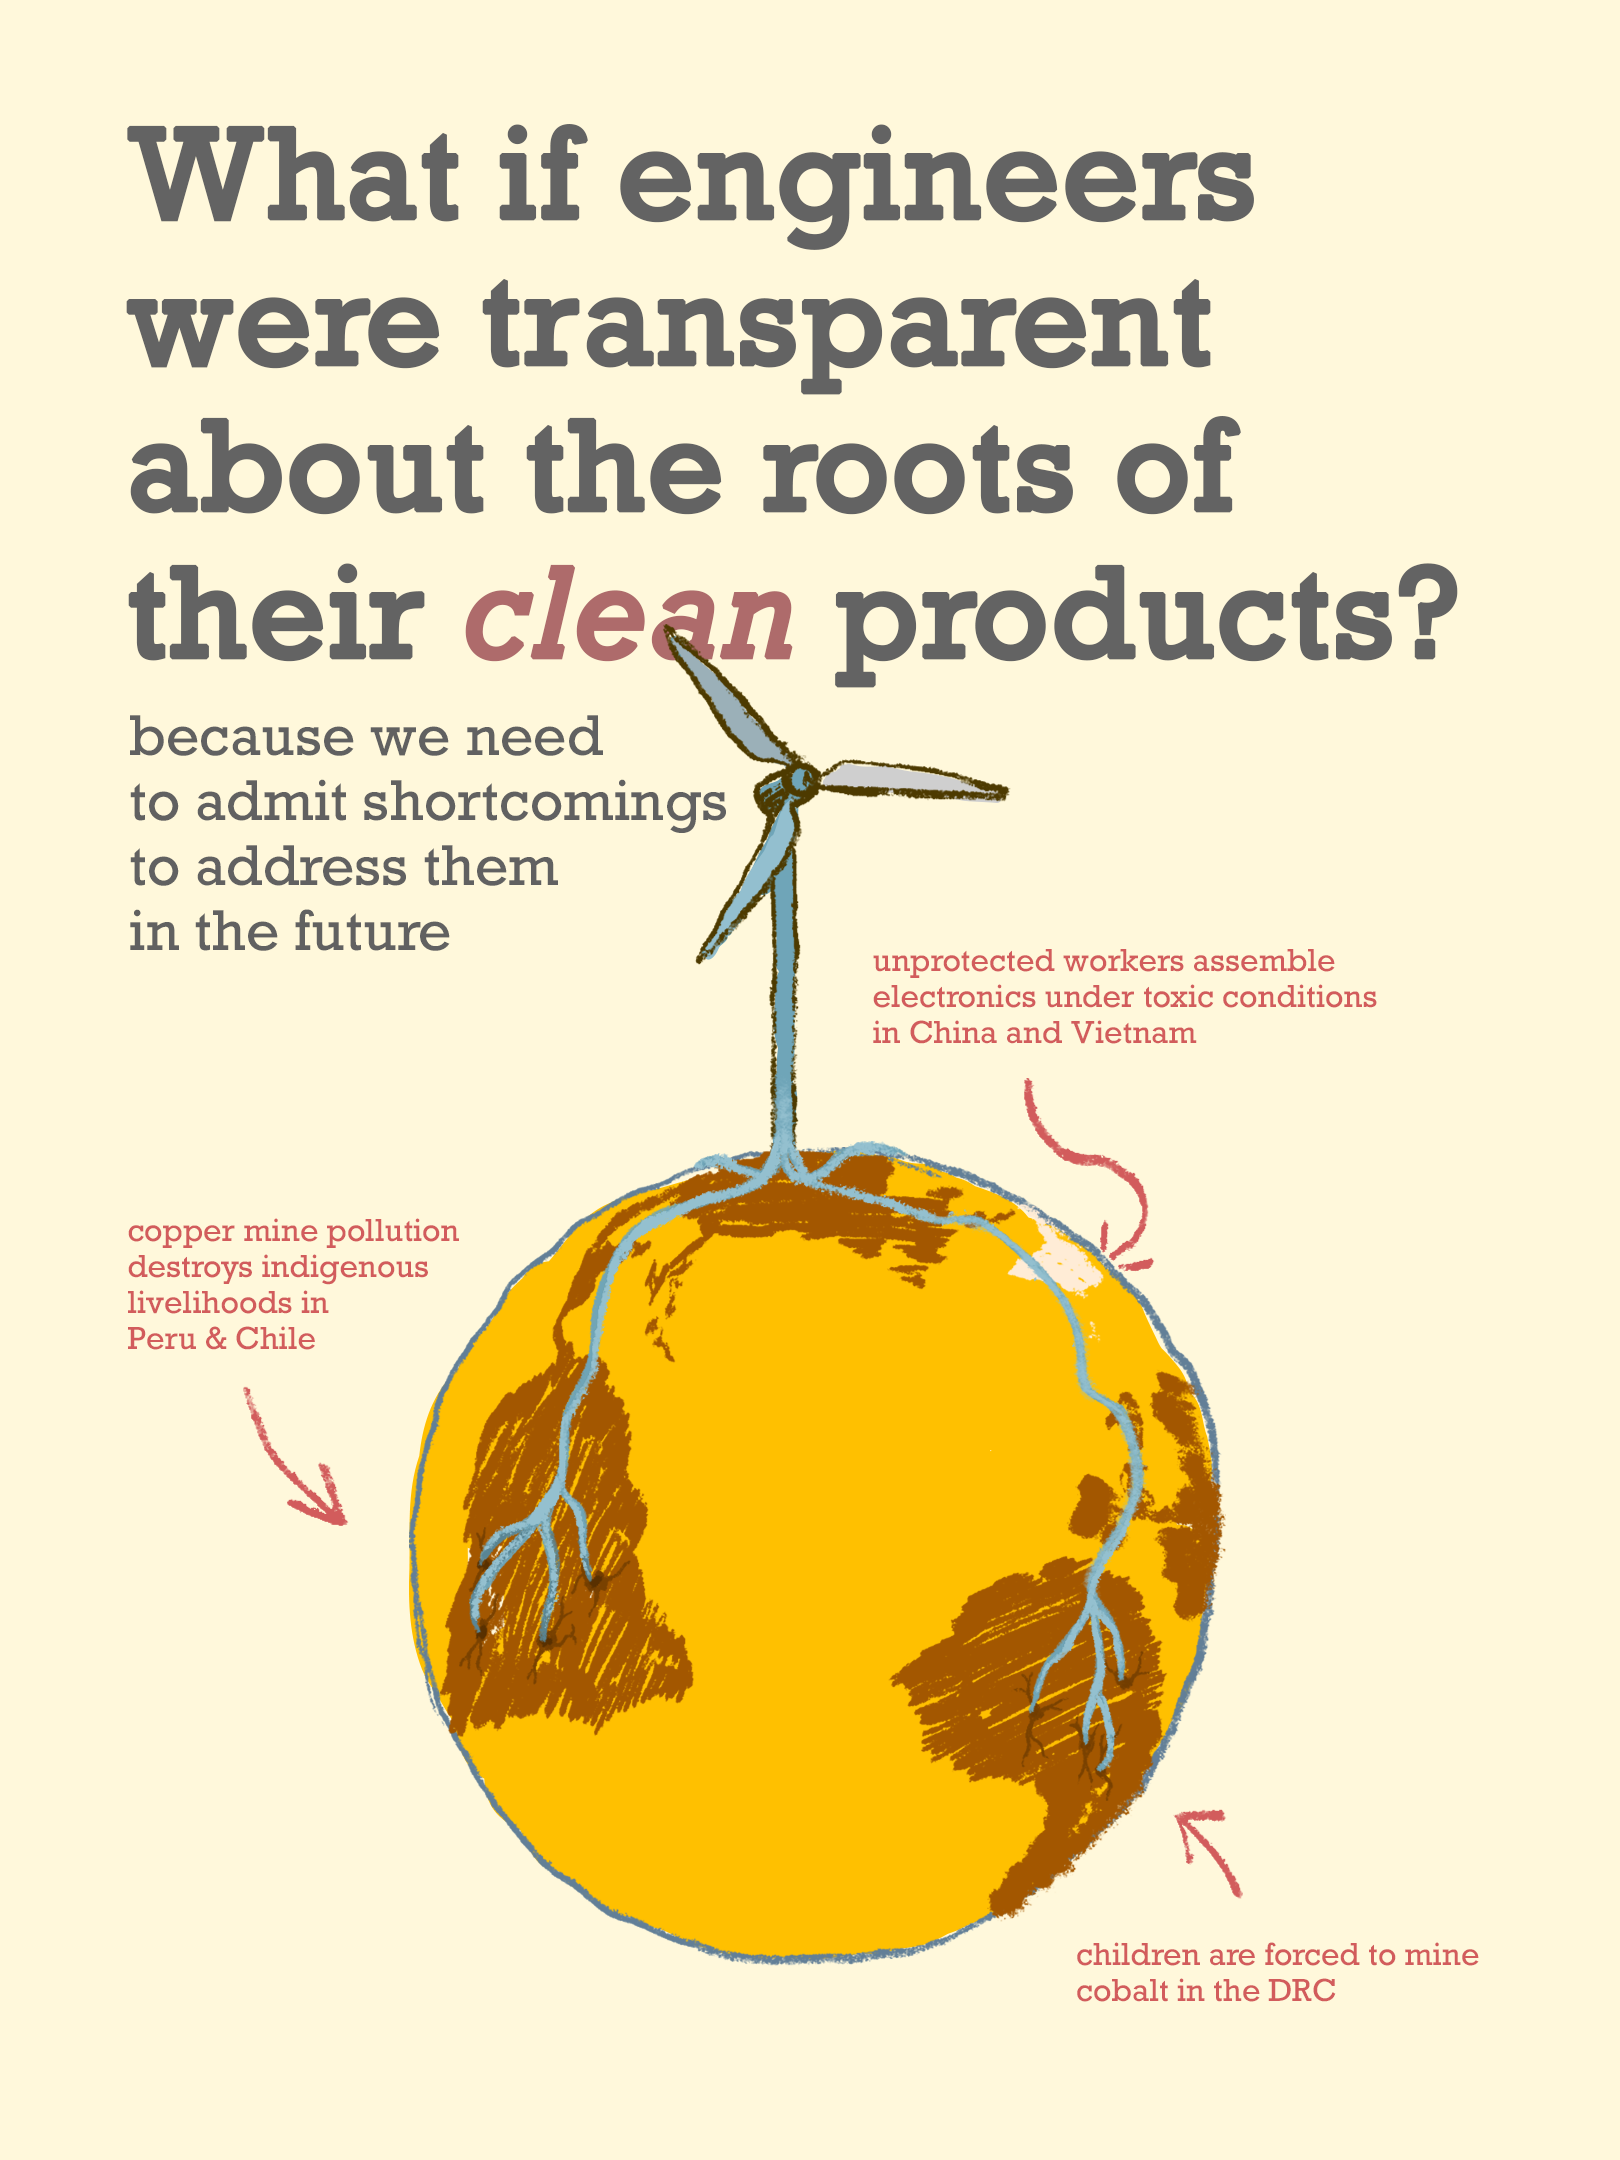 What if engineers
were transparent
about the roots of
their clean products?
because we need
to admit shortcomings
to address them
in the future
unprotected workers assemble
electronics under toxic conditions
in China and Vietnam
copper mine pollution
destroys indigenous
livelihoods in
Peru & Chile
children are forced to mine
cobalt in the DRC